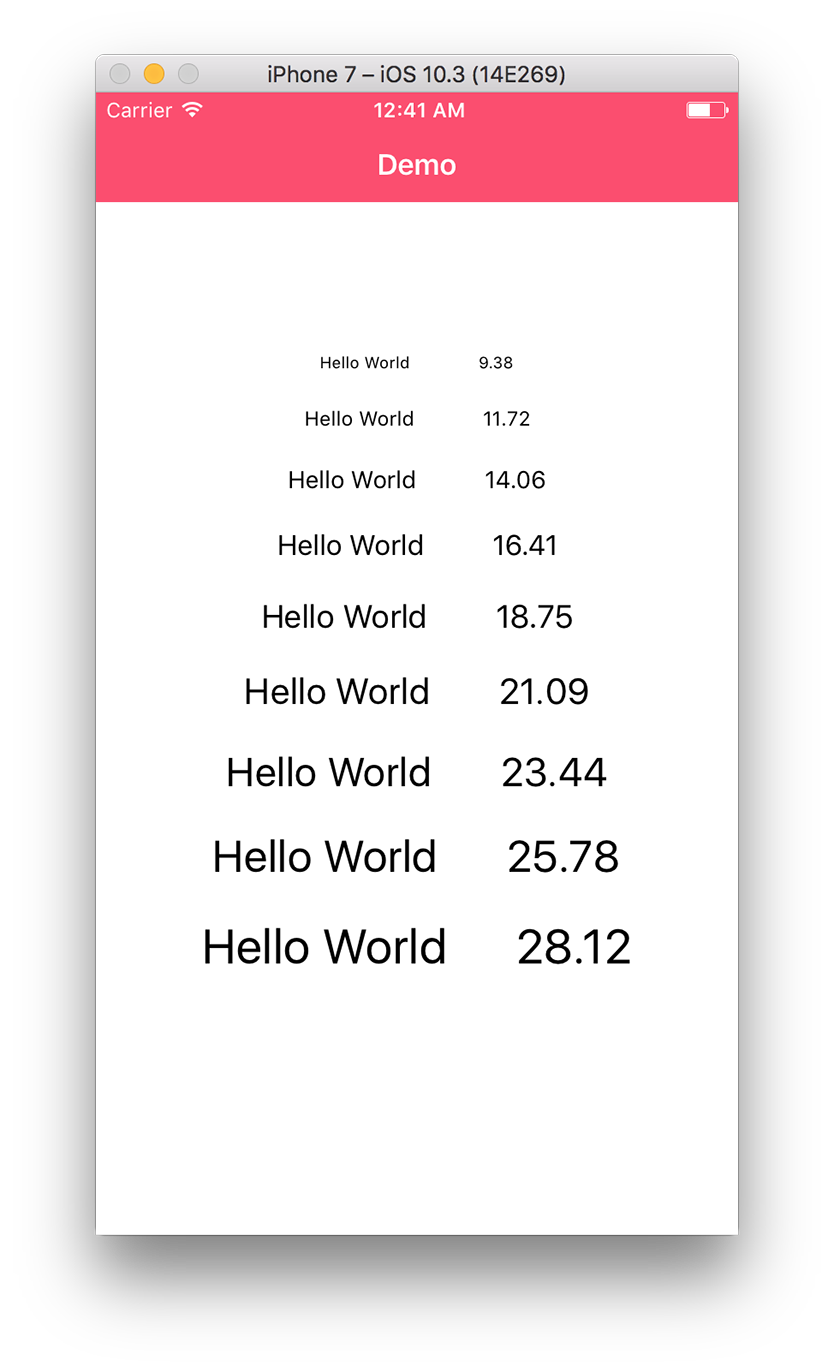 iPhone 7 – iOS 10.3 (14E269)
Carrier 12:41 AM
Demo
Hello World 9.38
Hello World 11.72
Hello World 14.06
Hello World 16.41
Hello World 18.75
Hello World 21.09
Hello World 23.44
Hello World 25.78
Hello World 28.12